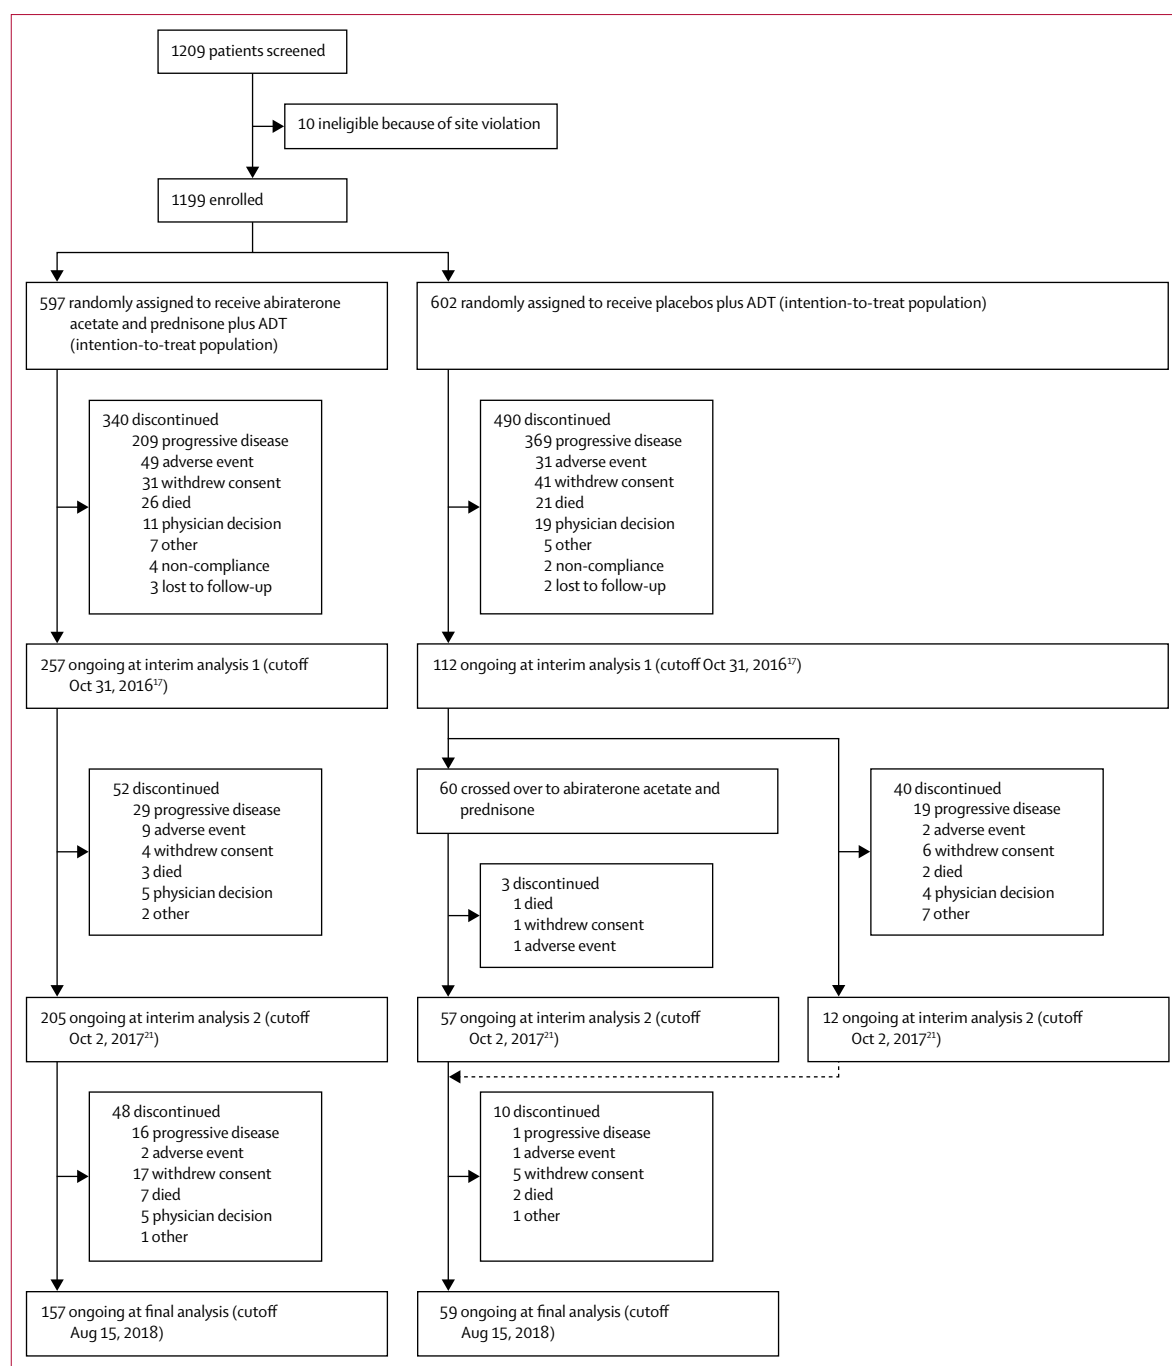 1209 patients screened
10 ineligible because of site violation
1199 enrolled
597 randomly assigned to receive abiraterone
acetate and prednisone plus ADT
(intention-to-treat population)
602 randomly assigned to receive placebos plus ADT (intention-to-treat population)
340 discontinued
209 progressive disease
49 adverse event
31 withdrew consent
26 died
11 physician decision
7 other
4 non-compliance
3 lost to follow-up
490 discontinued
369 progressive disease
31 adverse event
41 withdrew consent
21 died
19 physician decision
5 other
2 non-compliance
2 lost to follow-up
257 ongoing at interim analysis 1 (cutoff
Oct 31, 2016¹⁷)
112 ongoing at interim analysis 1 (cutoff Oct 31, 2016¹⁷)
52 discontinued
29 progressive disease
9 adverse event
4 withdrew consent
3 died
5 physician decision
2 other
60 crossed over to abiraterone acetate and
prednisone
40 discontinued
19 progressive disease
2 adverse event
6 withdrew consent
2 died
4 physician decision
7 other
3 discontinued
1 died
1 withdrew consent
1 adverse event
205 ongoing at interim analysis 2 (cutoff
Oct 2, 2017²¹)
57 ongoing at interim analysis 2 (cutoff
Oct 2, 2017²¹)
12 ongoing at interim analysis 2 (cutoff
Oct 2, 2017²¹)
48 discontinued
16 progressive disease
2 adverse event
17 withdrew consent
7 died
5 physician decision
1 other
10 discontinued
1 progressive disease
1 adverse event
5 withdrew consent
2 died
1 other
157 ongoing at final analysis (cutoff
Aug 15, 2018)
59 ongoing at final analysis (cutoff
Aug 15, 2018)